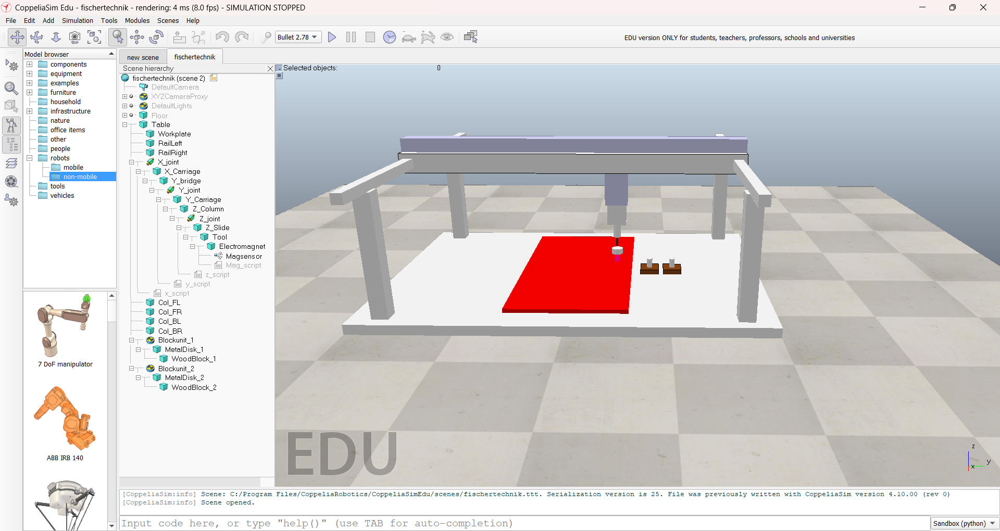 CoppeliaSim Edu - fischertechnik - rendering: 4 ms (8.0 fps) - SIMULATION STOPPED
File Edit Add Simulation Tools Modules Scenes Help
Bullet 2.78
RT
EDU version ONLY for students, teachers, professors, schools and universities
Model browser
components
equipment
examples
furniture
household
infrastructure
nature
office items
other
people
robots
mobile
non-mobile
tools
vehicles
7 DoF manipulator
ABB IRB 140
new scene
fischertechnik
Scene hierarchy
fischertechnik (scene 2)
DefaultCamera
XYZCameraProxy
DefaultLights
Floor
Table
Workplate
RailLeft
RailRight
X_joint
X_Carriage
Y_bridge
Y_joint
Y_Carriage
Z_Column
Z_joint
Z_Slide
Tool
Electromagnet
Magsensor
Mag_script
z_script
y_script
x_script
Col_FL
Col_FR
Col_BL
Col_BR
Blockunit_1
MetalDisk_1
WoodBlock_1
Blockunit_2
MetalDisk_2
WoodBlock_2
Selected objects: 0
EDU
z
y
x
[CoppeliaSim:info] Scene: C:/Program Files/CoppeliaRobotics/CoppeliaSimEdu/scenes/fischertechnik.ttt. Serialization version is 25. File was previously written with CoppeliaSim version 4.10.00 (rev 0)
[CoppeliaSim:info] Scene opened.
Input code here, or type "help()" (use TAB for auto-completion)
Sandbox (python)